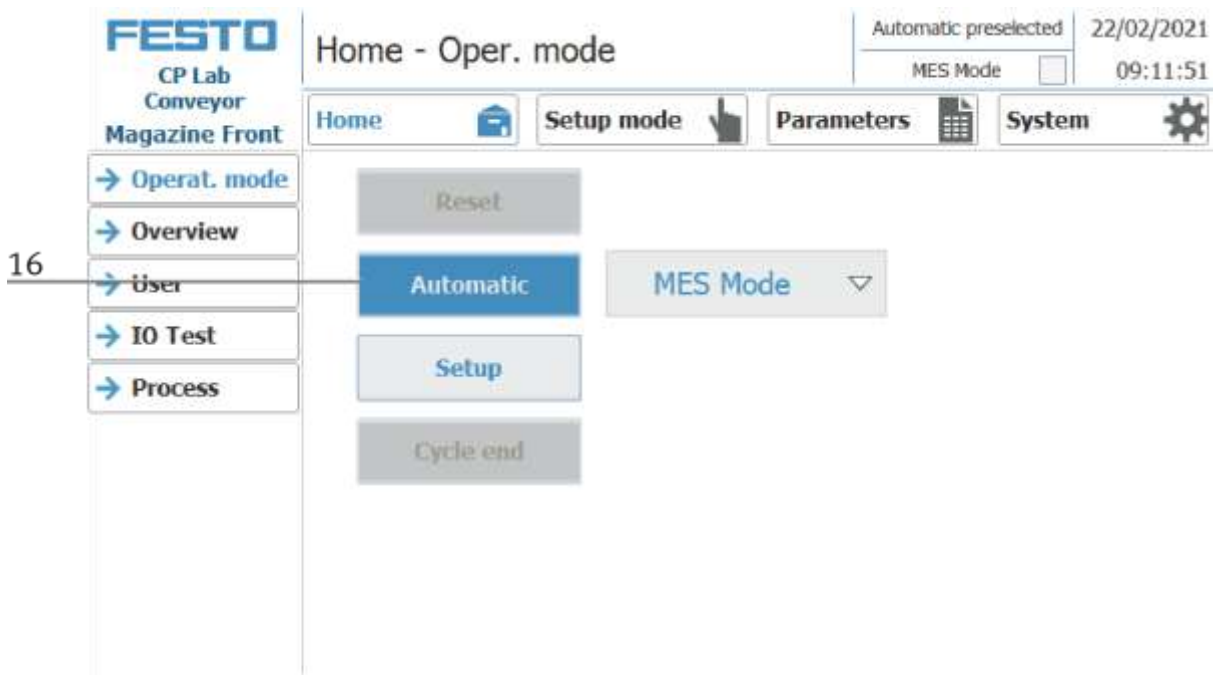 FESTO
CP Lab
Conveyor
Magazine Front
Home - Oper. mode
Automatic preselected
MES Mode
22/02/2021
09:11:51
Home
Setup mode
Parameters
System
Operat. mode
Overview
User
IO Test
Process
16
Reset
Automatic
MES Mode
Setup
Cycle end